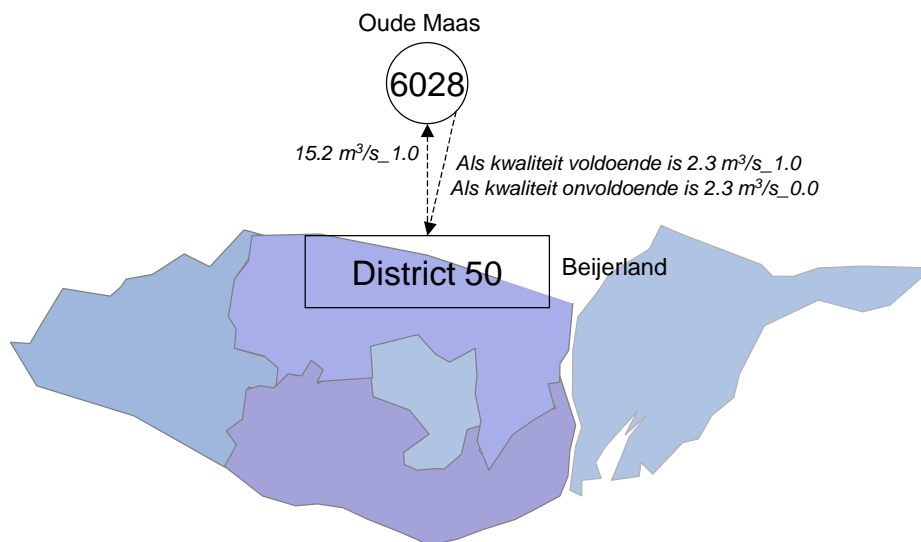 Oude Maas
6028
15.2 m³/s_1.0
Als kwaliteit voldoende is 2.3 m³/s_1.0
Als kwaliteit onvoldoende is 2.3 m³/s_0.0
District 50
Beijerland